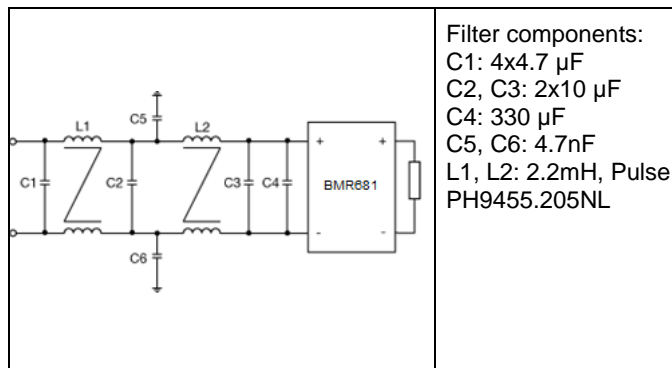 C5
L1
L2
C1
C2
C3
C4
+
+
BMR681
-
-
C6
Filter components:
C1: 4x4.7 µF
C2, C3: 2x10 µF
C4: 330 µF
C5, C6: 4.7nF
L1, L2: 2.2mH, Pulse
PH9455.205NL